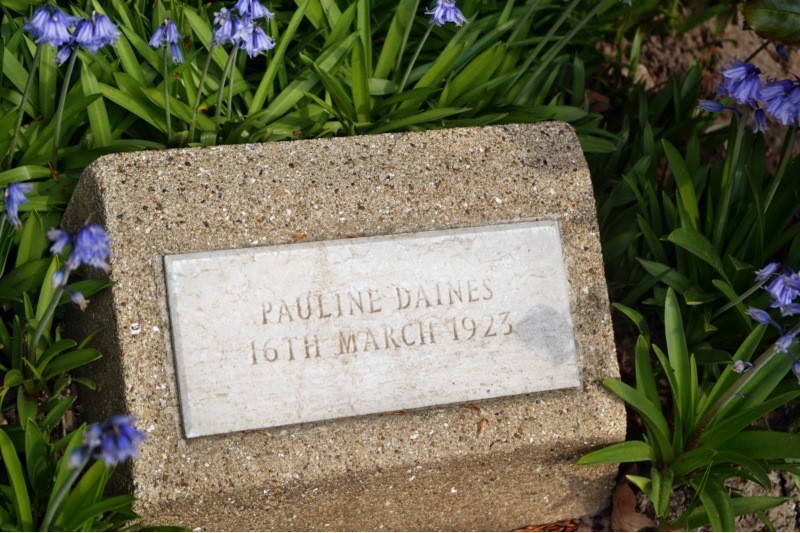 PAULINE DAINES
16TH MARCH 1923